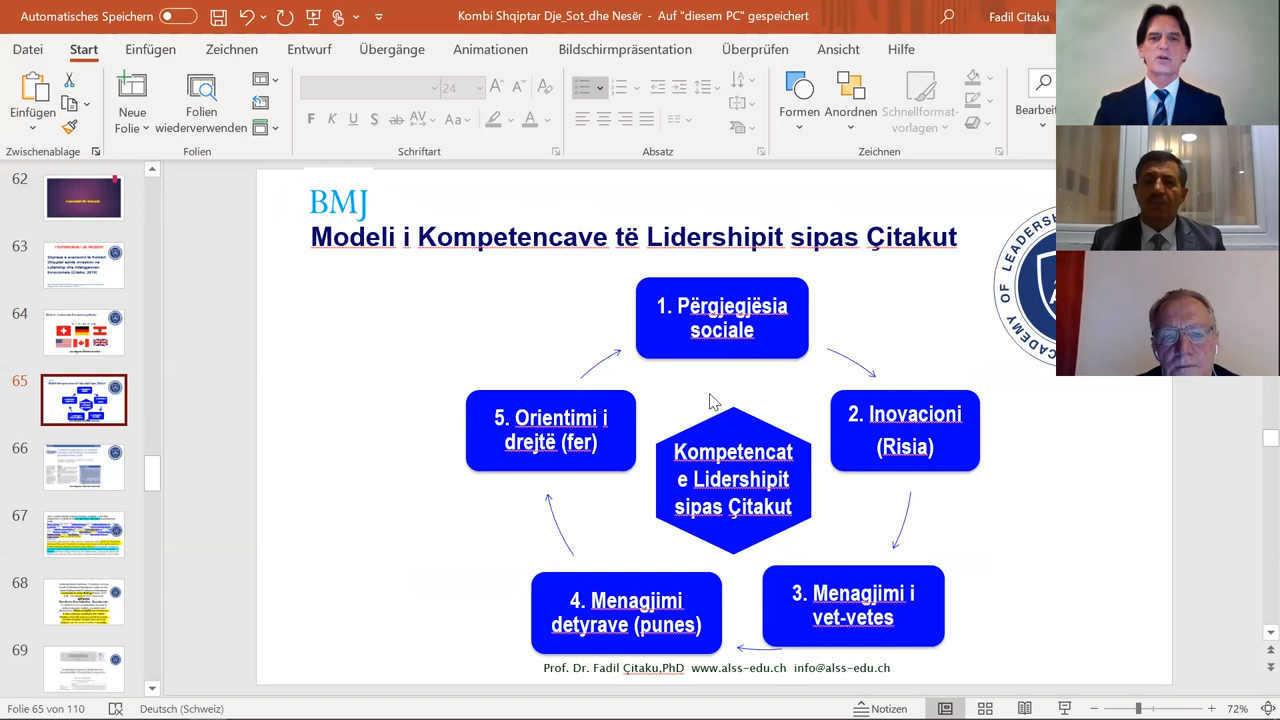 Automatisches Speichern
Kombi Shqiptar Dje_Sot_dhe Nesër - Auf "diesem PC" gespeichert
Fadil Citaku
Datei Start Einfügen Zeichnen Entwurf Übergänge Animationen Bildschirmpräsentation Überprüfen Ansicht Hilfe
Einfügen
Neue Folie
Folien wiederverwenden
Formen Anordnen
Schnellformat-
vorlagen
Zwischenablage Folien Schriftart Absatz Zeichnen
62
63
64
65
66
67
68
69
BMJ
Modeli i Kompetencave të Lidershipit sipas Çitakut
1. Përgjegjësia
sociale
2. Inovacioni
(Risia)
3. Menagjimi i
vet-vetes
4. Menagjimi
detyrave (punes)
5. Orientimi i
drejtë (fer)
Kompetencat
e Lidershipit
sipas Çitakut
OF LEADERSH
Prof. Dr. Fadil Çitaku,PhD www.alss-edu.ch info@alss-edu.ch
Folie 65 von 110 Deutsch (Schweiz) Notizen 72%